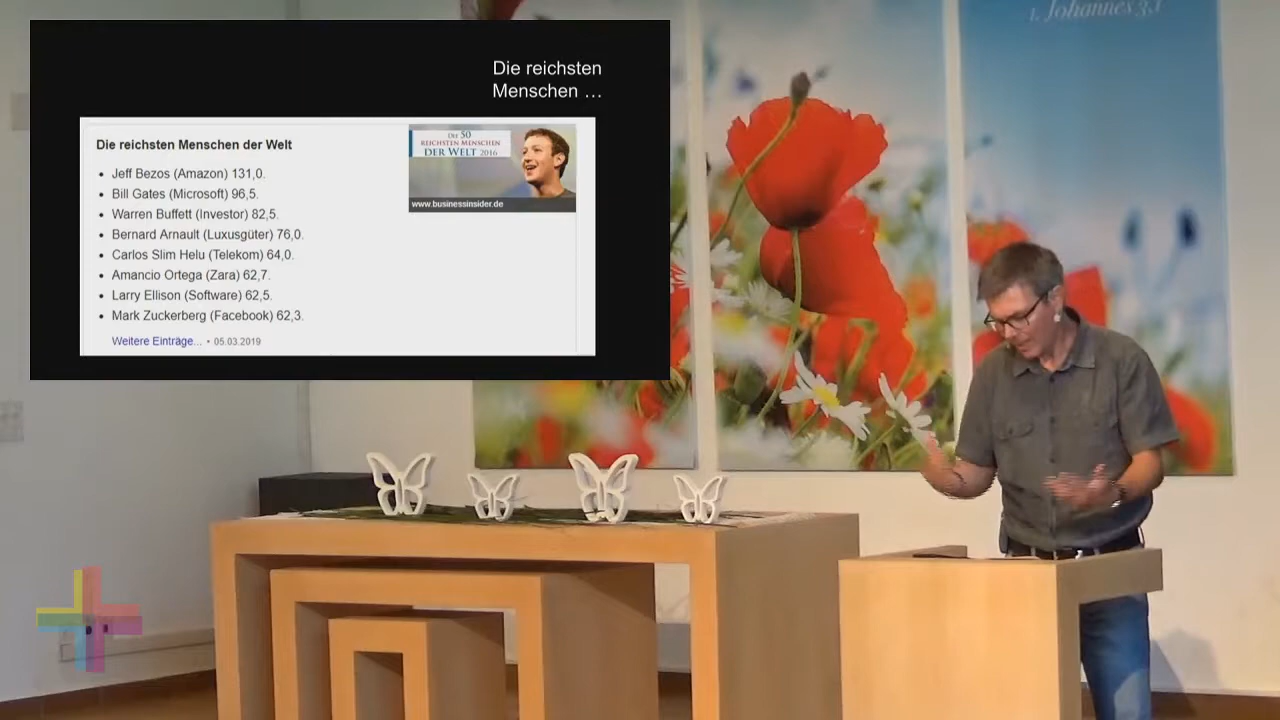 1. Johannes 3,1
Die reichsten
Menschen …
Die reichsten Menschen der Welt
• Jeff Bezos (Amazon) 131,0.
• Bill Gates (Microsoft) 96,5.
• Warren Buffett (Investor) 82,5.
• Bernard Arnault (Luxusgüter) 76,0.
• Carlos Slim Helu (Telekom) 64,0.
• Amancio Ortega (Zara) 62,7.
• Larry Ellison (Software) 62,5.
• Mark Zuckerberg (Facebook) 62,3.
Weitere Einträge... • 05.03.2019
DIE 50
REICHSTEN MENSCHEN
DER WELT 2016
www.businessinsider.de